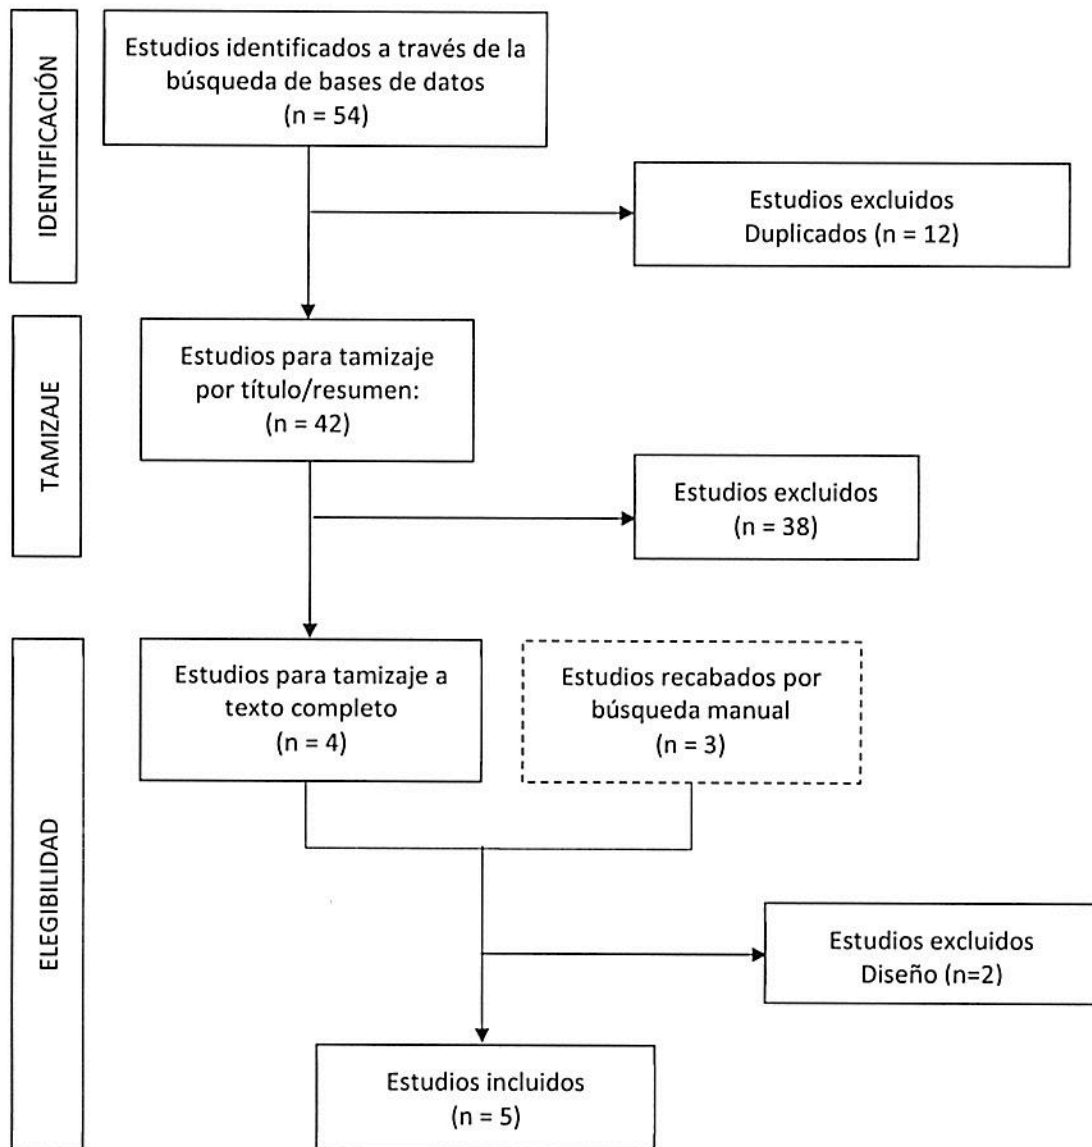 IDENTIFICACIÓN
Estudios identificados a través de la
búsqueda de bases de datos
(n = 54)
Estudios excluidos
Duplicados (n = 12)
TAMIZAJE
Estudios para tamizaje
por título/resumen:
(n = 42)
Estudios excluidos
(n = 38)
ELEGIBILIDAD
Estudios para tamizaje a
texto completo
(n = 4)
Estudios recabados por
búsqueda manual
(n = 3)
Estudios excluidos
Diseño (n=2)
Estudios incluidos
(n = 5)